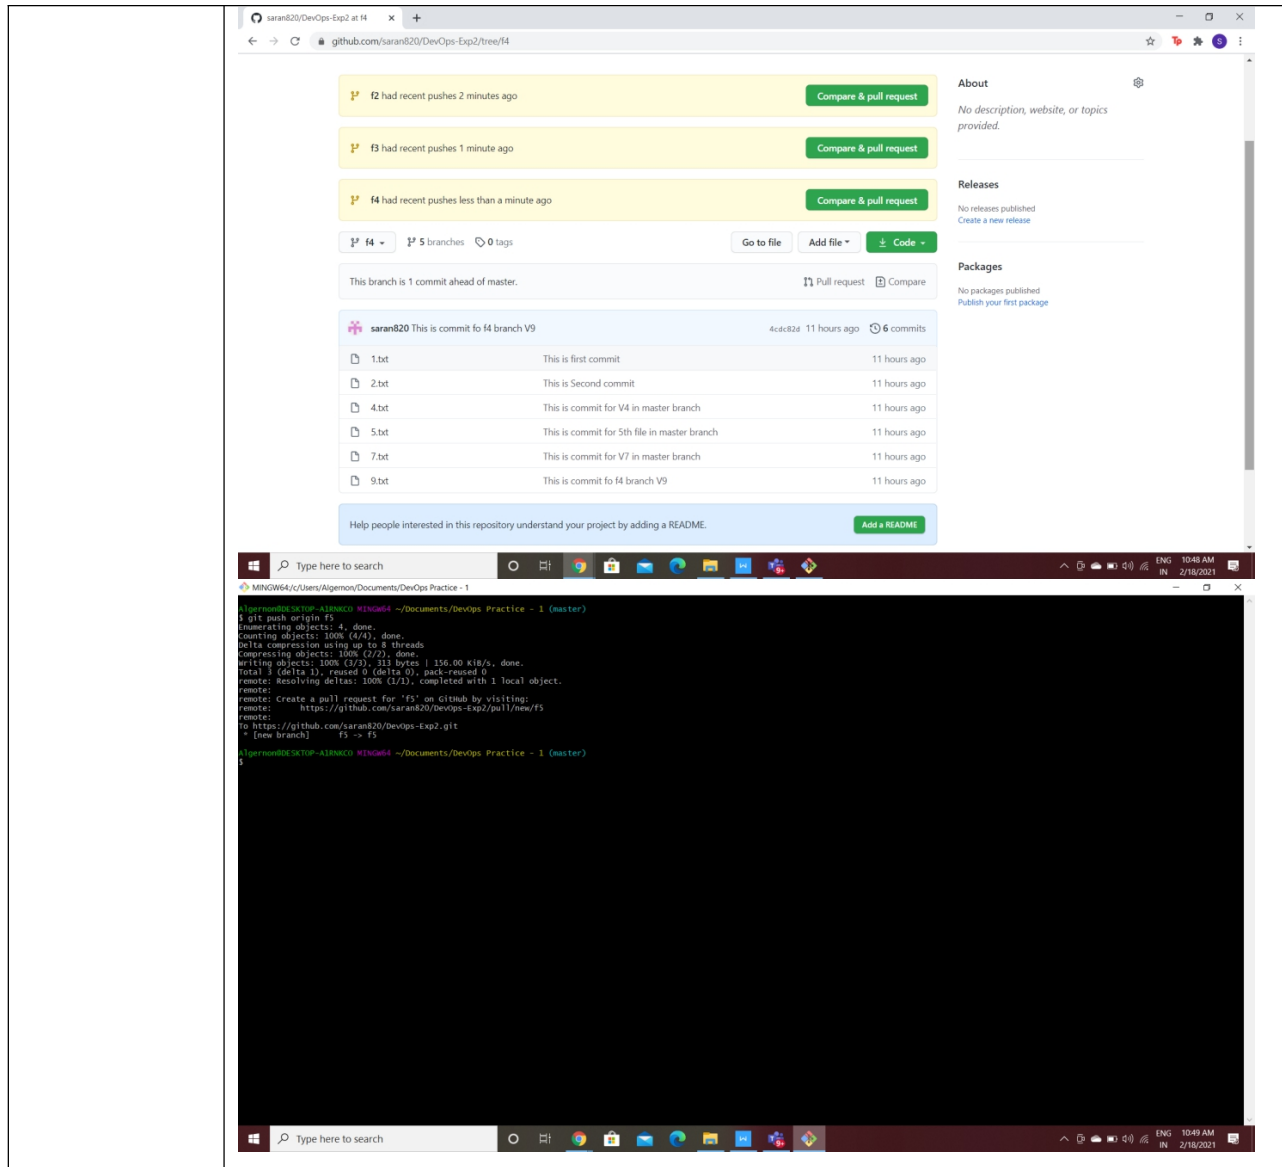 saran820/DevOps-Exp2 at f4
github.com/saran820/DevOps-Exp2/tree/f4
f2 had recent pushes 2 minutes ago Compare & pull request
f3 had recent pushes 1 minute ago Compare & pull request
f4 had recent pushes less than a minute ago Compare & pull request
About
No description, website, or topics
provided.
Releases
No releases published
Create a new release
Packages
No packages published
Publish your first package
f4 5 branches 0 tags Go to file Add file Code
This branch is 1 commit ahead of master. Pull request Compare
saran820 This is commit fo f4 branch V9 4cdc82d 11 hours ago 6 commits
1.txt This is first commit 11 hours ago
2.txt This is Second commit 11 hours ago
4.txt This is commit for V4 in master branch 11 hours ago
5.txt This is commit for 5th file in master branch 11 hours ago
7.txt This is commit for V7 in master branch 11 hours ago
9.txt This is commit fo f4 branch V9 11 hours ago
Help people interested in this repository understand your project by adding a README. Add a README
Type here to search ENG 10:48 AM
IN 2/18/2021
MINGW64:/c/Users/Algernon/Documents/DevOps Practice - 1
Algernon@DESKTOP-A1RNKCO MINGW64 ~/Documents/DevOps Practice - 1 (master)
$ git push origin f5
Enumerating objects: 4, done.
Counting objects: 100% (4/4), done.
Delta compression using up to 8 threads
Compressing objects: 100% (2/2), done.
Writing objects: 100% (3/3), 313 bytes | 156.00 KiB/s, done.
Total 3 (delta 1), reused 0 (delta 0), pack-reused 0
remote: Resolving deltas: 100% (1/1), completed with 1 local object.
remote:
remote: Create a pull request for 'f5' on GitHub by visiting:
remote: https://github.com/saran820/DevOps-Exp2/pull/new/f5
remote:
To https://github.com/saran820/DevOps-Exp2.git
* [new branch] f5 -> f5
Algernon@DESKTOP-A1RNKCO MINGW64 ~/Documents/DevOps Practice - 1 (master)
$
Type here to search ENG 10:49 AM
IN 2/18/2021